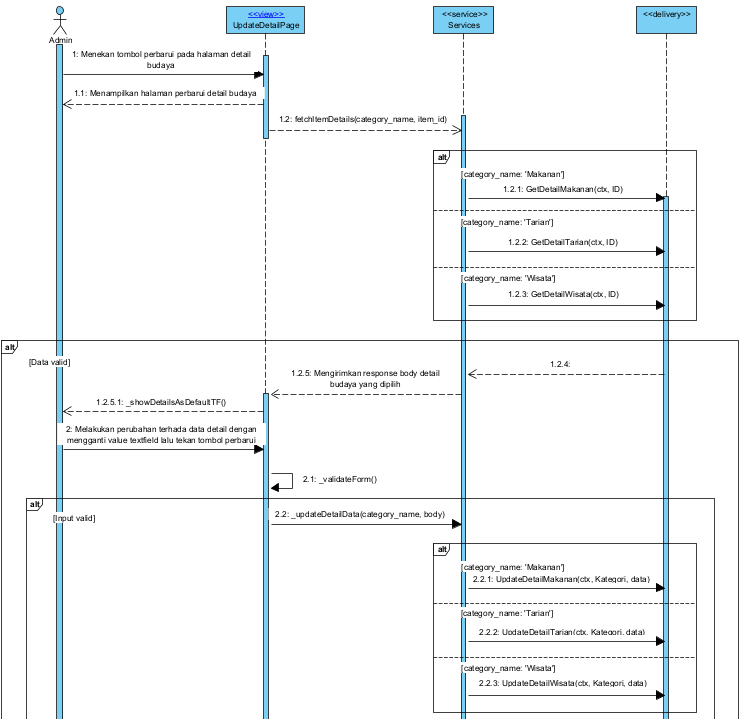 <<view>>
UpdateDetailPage
<<service>>
Services
<<delivery>>
Admin
1: Menekan tombol perbarui pada halaman detail
budaya
1.1: Menampilkan halaman perbarui detail budaya
1.2: fetchItemDetails(category_name, item_id)
alt
[category_name: 'Makanan]
1.2.1: GetDetailMakanan(ctx, ID)
[category_name: 'Tarian']
1.2.2: GetDetailTarian(ctx, ID)
[category_name: 'Wisata']
1.2.3: GetDetailWisata(ctx, ID)
alt
[Data valid]
1.2.4:
1.2.5: Mengirimkan response body detail
budaya yang dipilih
1.2.5.1: _showDetailsAsDefaultTF()
2: Melakukan perubahan terhada data detail dengan
mengganti value textfield lalu tekan tombol perbarui
2.1: _validateForm()
alt
[Input valid]
2.2: _updateDetailData(category_name, body)
alt
[category_name: 'Makanan]
2.2.1: UpdateDetailMakanan(ctx, Kategori, data)
[category_name: 'Tarian']
2.2.2: UpdateDetailTarian(ctx, Kategori, data)
[category_name: 'Wisata']
2.2.3: UpdateDetailWisata(ctx, Kategori, data)